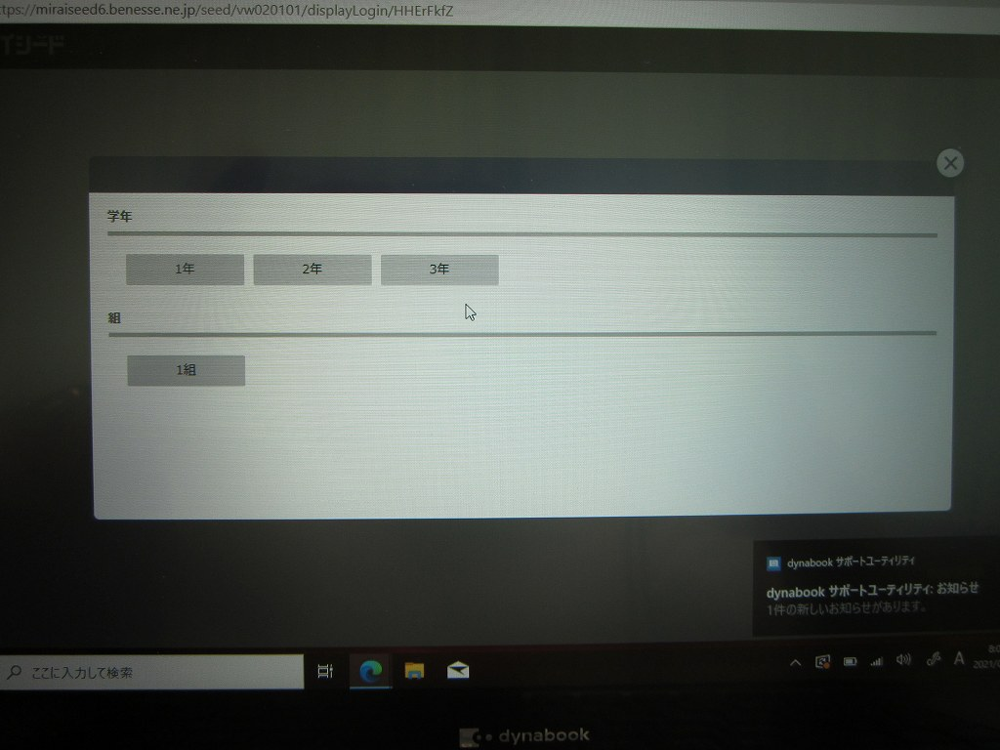 ttps://miraiseed6.benesse.ne.jp/seed/vw020101/displayLogin/HHErFkfZ
イシード
学年
1年 2年 3年
組
1組
dynabook サポートユーティリティ
dynabook サポートユーティリティ: お知らせ
1件の新しいお知らせがあります。
ここに入力して検索
A
8:0
2021/0
dynabook